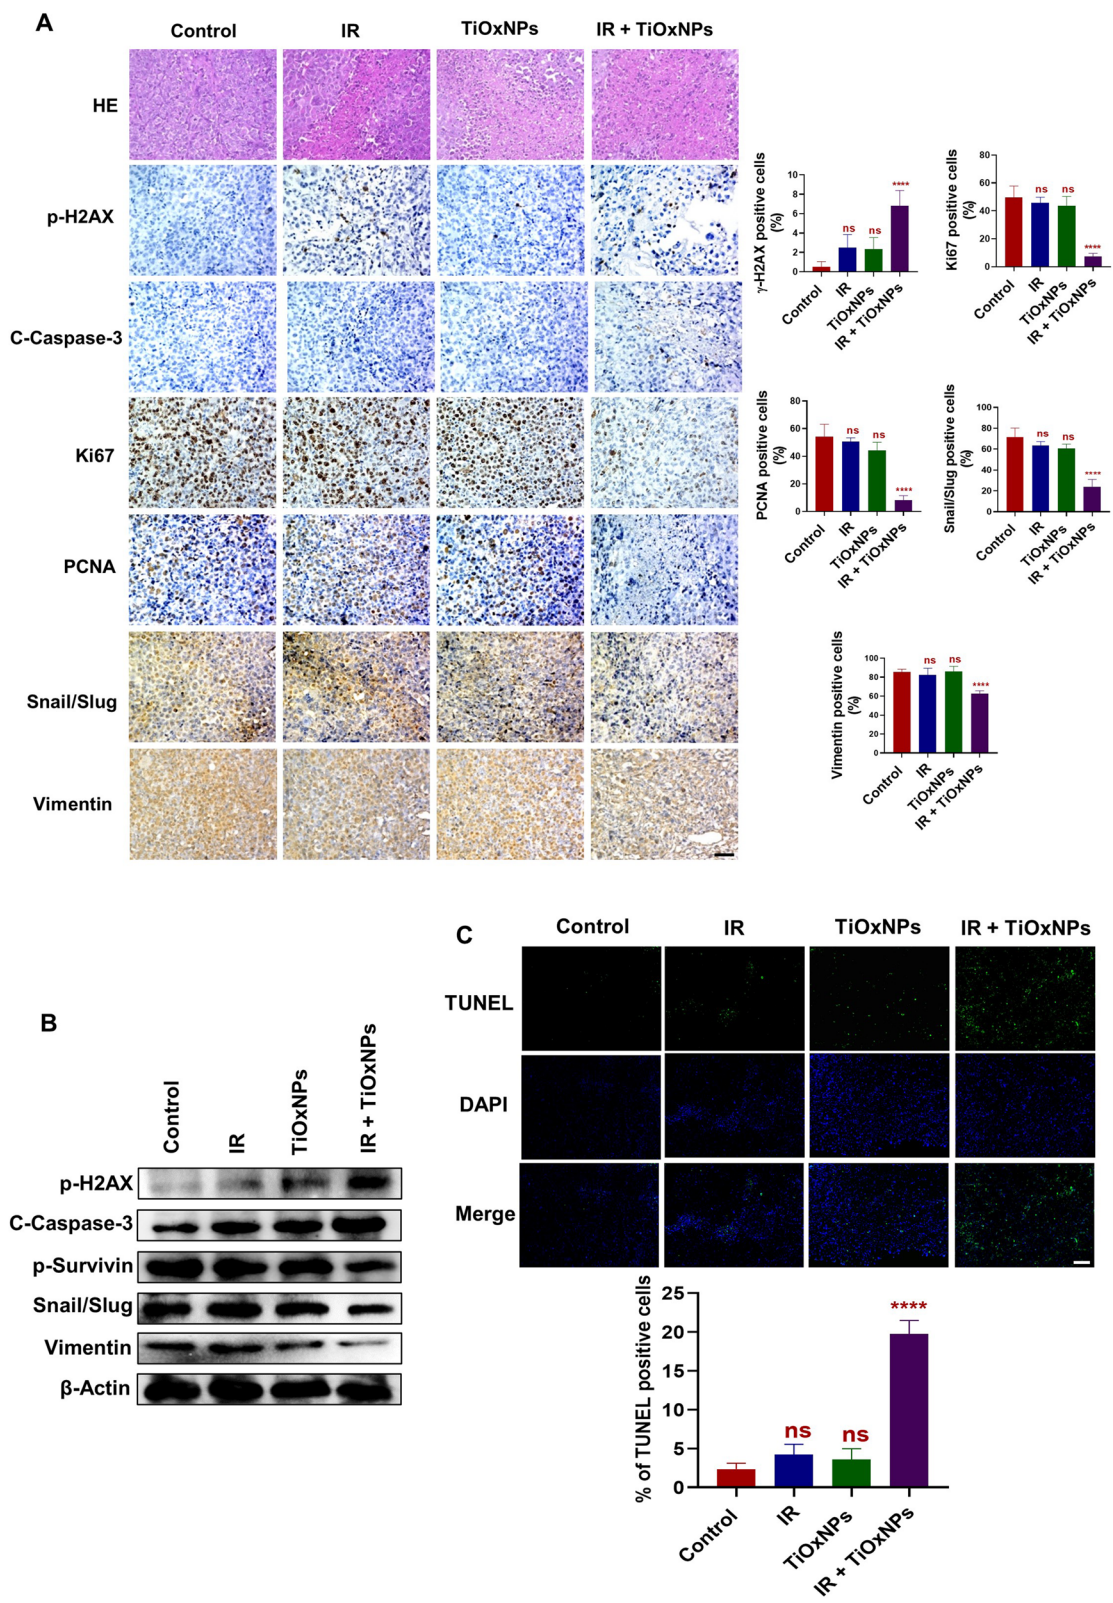 A
Control
IR
TiOxNPs
IR + TiOxNPs
HE
p-H2AX
C-Caspase-3
Ki67
PCNA
Snail/Slug
Vimentin
γ-H2AX positive cells
(%)
10
8
6
4
2
0
ns
ns
****
Control
IR
TiOxNPs
IR + TiOxNPs
Ki67 positive cells
(%)
80
60
40
20
0
ns
ns
****
Control
IR
TiOxNPs
IR + TiOxNPs
PCNA positive cells
(%)
80
60
40
20
0
ns
ns
****
Control
IR
TiOxNPs
IR + TiOxNPs
Snail/Slug positive cells
(%)
100
80
60
40
20
0
ns
ns
****
Control
IR
TiOxNPs
IR + TiOxNPs
Vimentin positive cells
(%)
100
80
60
40
20
0
ns
ns
****
Control
IR
TiOxNPs
IR + TiOxNPs
B
Control
IR
TiOxNPs
IR + TiOxNPs
p-H2AX
C-Caspase-3
p-Survivin
Snail/Slug
Vimentin
β-Actin
C
Control
IR
TiOxNPs
IR + TiOxNPs
TUNEL
DAPI
Merge
% of TUNEL positive cells
25
20
15
10
5
0
ns
ns
****
Control
IR
TiOxNPs
IR + TiOxNPs